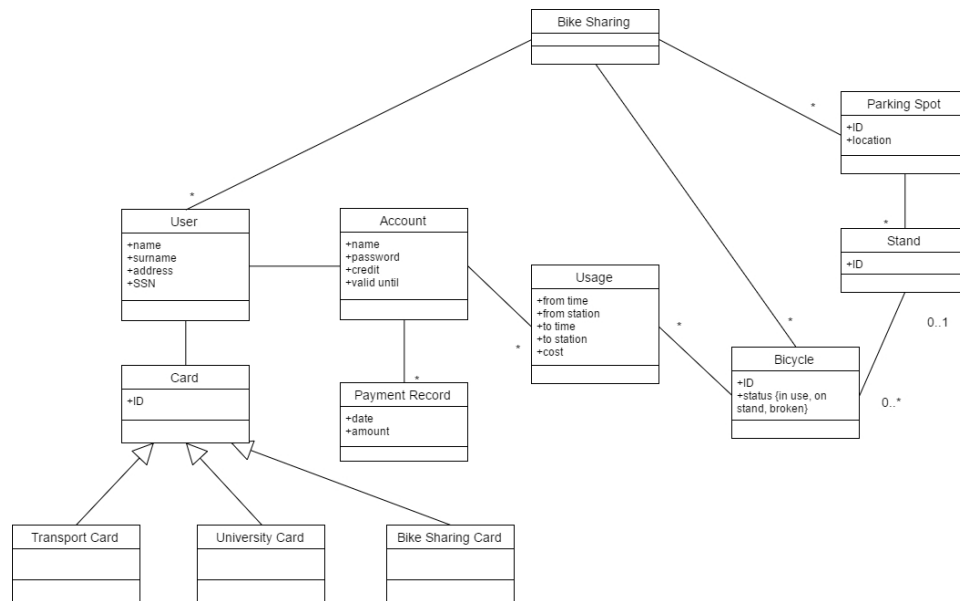 Bike Sharing
*
Parking Spot
+ID
+location
*
*
User
+name
+surname
+address
+SSN
Account
+name
+password
+credit
+valid until
Stand
+ID
Usage
+from time
+from station
+to time
+to station
+cost
*
*
*
0..1
Bicycle
+ID
+status {in use, on
stand, broken}
0..*
Card
+ID
*
Payment Record
+date
+amount
Transport Card
University Card
Bike Sharing Card